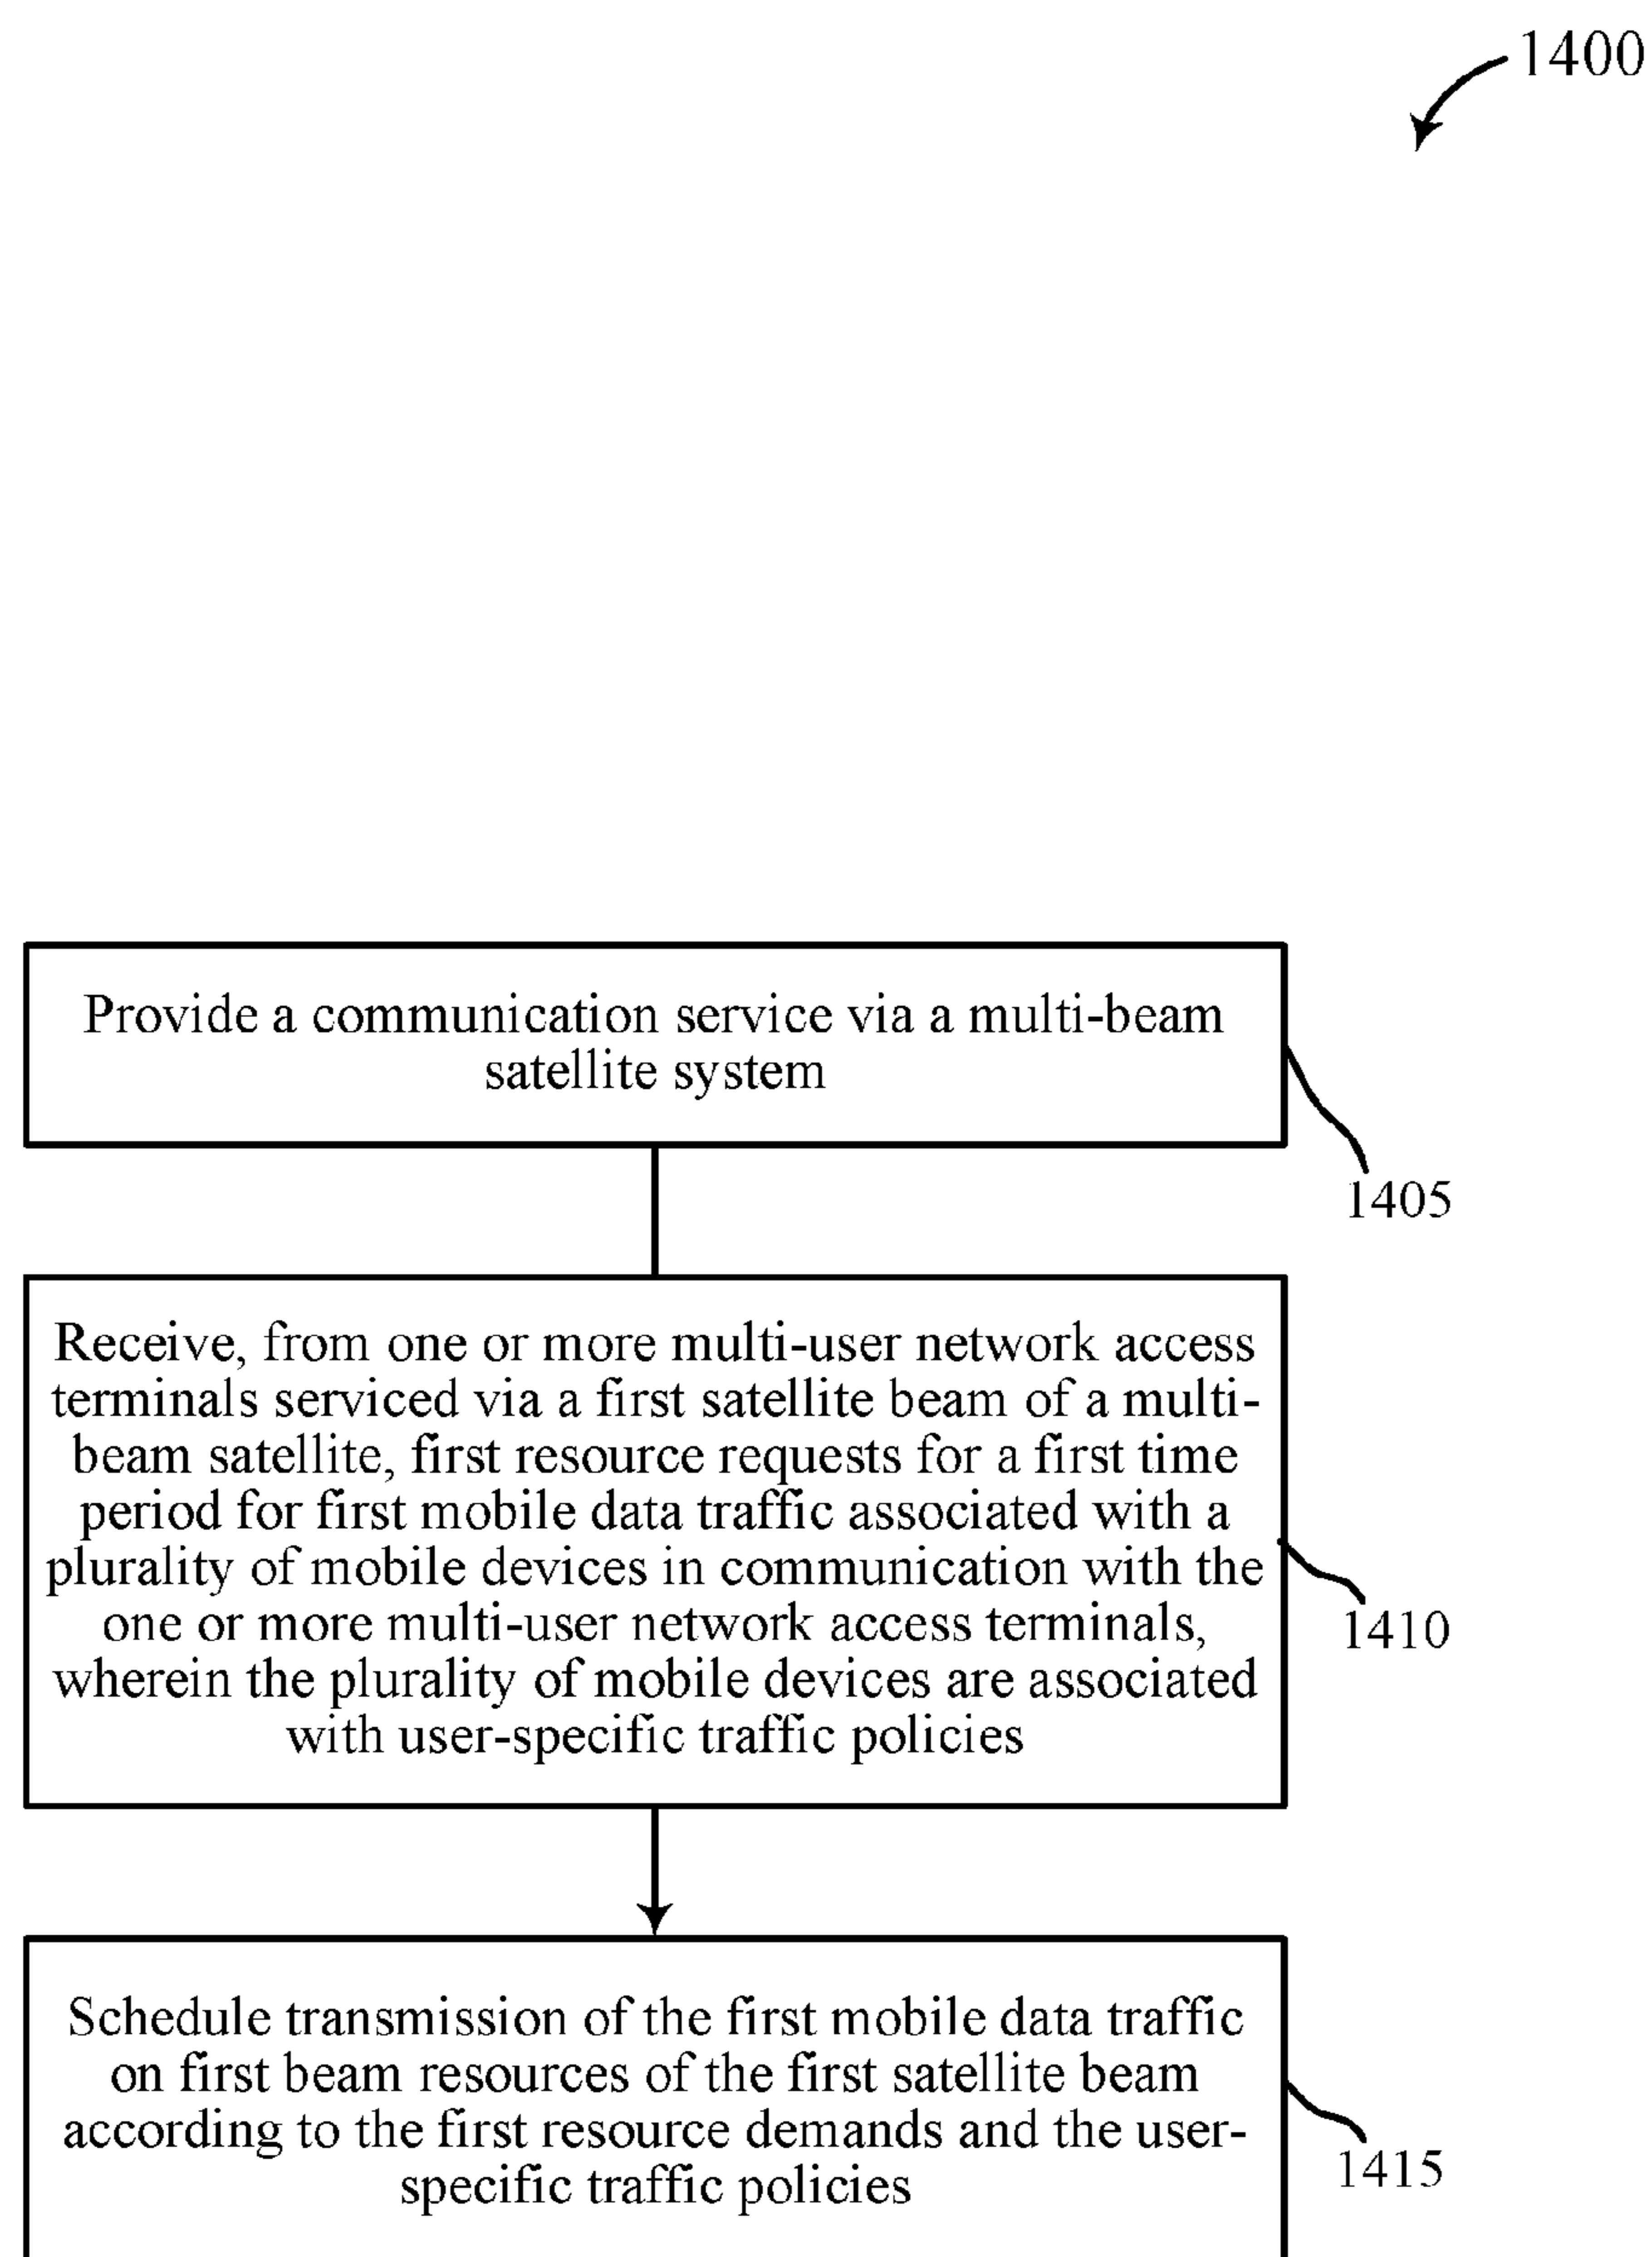 1400
Provide a communication service via a multi-beam
satellite system
1405
Receive, from one or more multi-user network access
terminals serviced via a first satellite beam of a multi-
beam satellite, first resource requests for a first time
period for first mobile data traffic associated with a
plurality of mobile devices in communication with the
one or more multi-user network access terminals,
wherein the plurality of mobile devices are associated
with user-specific traffic policies
1410
Schedule transmission of the first mobile data traffic
on first beam resources of the first satellite beam
according to the first resource demands and the user-
specific traffic policies
1415